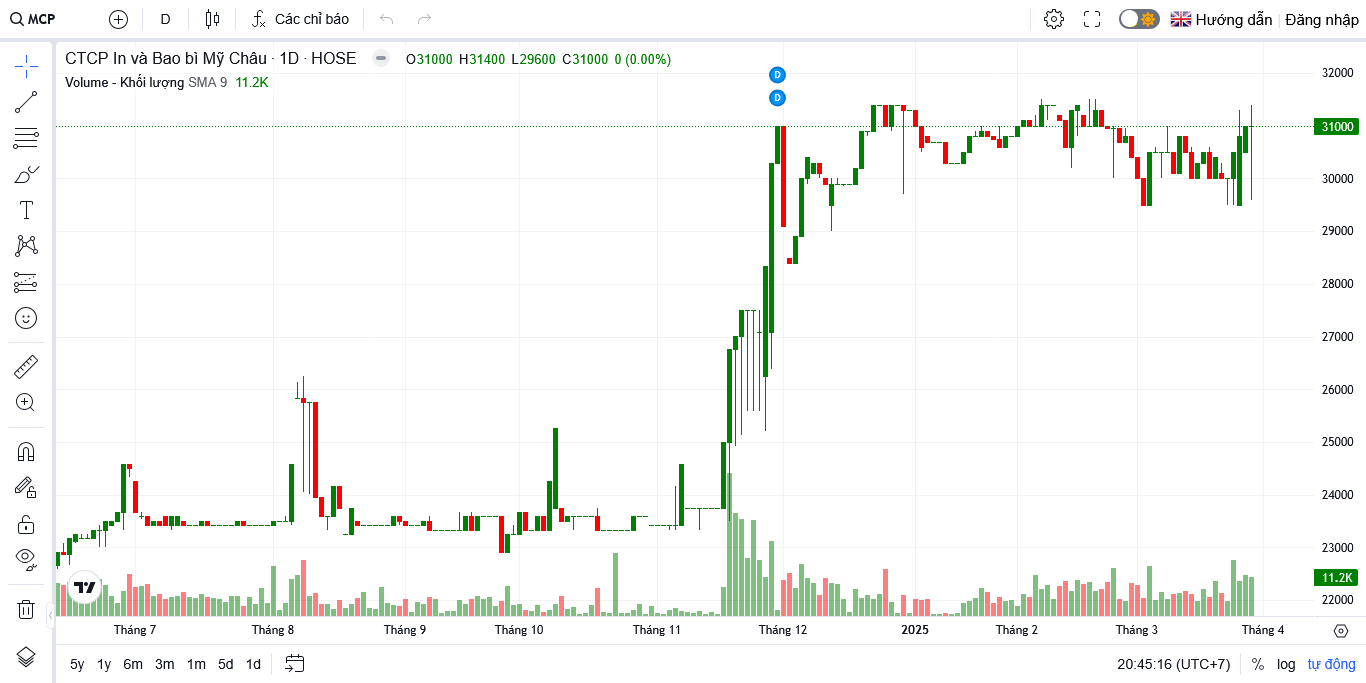 MCP D Các chỉ báo Hướng dẫn Đăng nhập
CTCP In và Bao bì Mỹ Châu · 1D · HOSE O31000 H31400 L29600 C31000 0 (0.00%)
Volume - Khối lượng SMA 9 11.2K
D
D
32000
31000
30000
29000
28000
27000
26000
25000
24000
23000
11.2K
22000
Tháng 7 Tháng 8 Tháng 9 Tháng 10 Tháng 11 Tháng 12 2025 Tháng 2 Tháng 3 Tháng 4
5y 1y 6m 3m 1m 5d 1d 20:45:16 (UTC+7) % log tự động